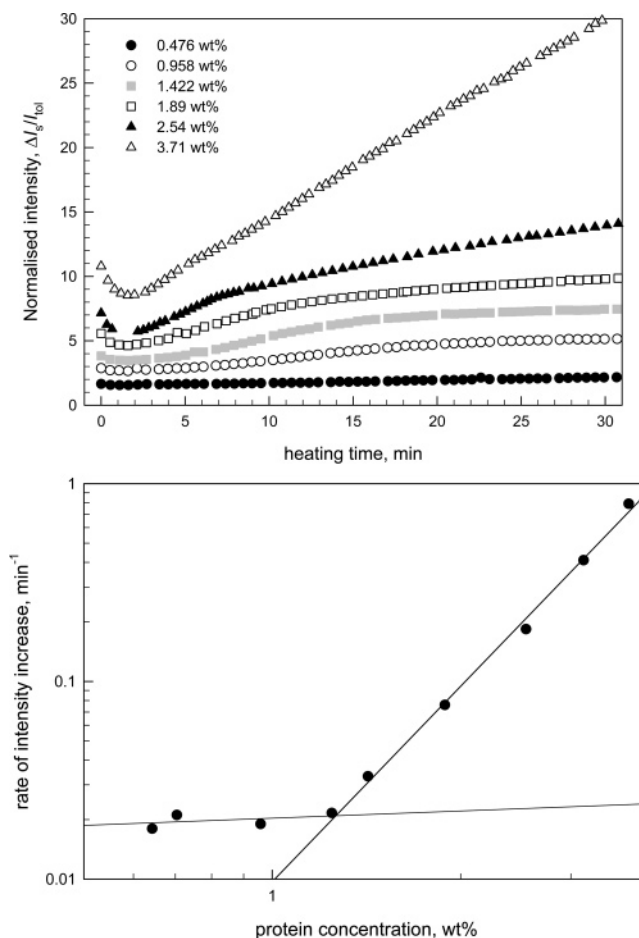 30
25
20
15
10
5
0
Normalised intensity, ΔIs/Itol
0.476 wt%
0.958 wt%
1.422 wt%
1.89 wt%
2.54 wt%
3.71 wt%
0 5 10 15 20 25 30
heating time, min
1
0.1
0.01
rate of intensity increase, min⁻¹
1
protein concentration, wt%